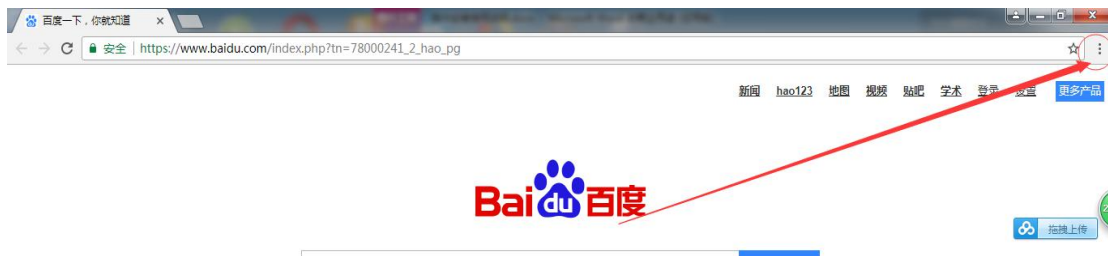 百度一下，你就知道
安全 https://www.baidu.com/index.php?tn=78000241_2_hao_pg
新闻 hao123 地图 视频 贴吧 学术 登录 设置 更多产品
Bai du 百度
拖拽上传